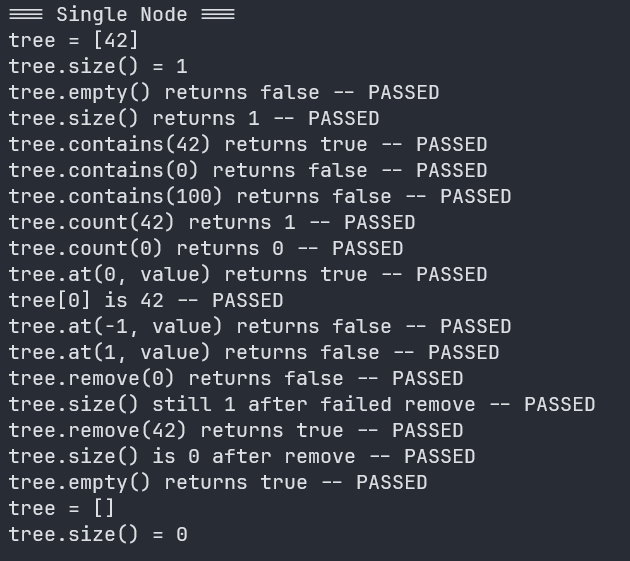 === Single Node ===
tree = [42]
tree.size() = 1
tree.empty() returns false -- PASSED
tree.size() returns 1 -- PASSED
tree.contains(42) returns true -- PASSED
tree.contains(0) returns false -- PASSED
tree.contains(100) returns false -- PASSED
tree.count(42) returns 1 -- PASSED
tree.count(0) returns 0 -- PASSED
tree.at(0, value) returns true -- PASSED
tree[0] is 42 -- PASSED
tree.at(-1, value) returns false -- PASSED
tree.at(1, value) returns false -- PASSED
tree.remove(0) returns false -- PASSED
tree.size() still 1 after failed remove -- PASSED
tree.remove(42) returns true -- PASSED
tree.size() is 0 after remove -- PASSED
tree.empty() returns true -- PASSED
tree = []
tree.size() = 0